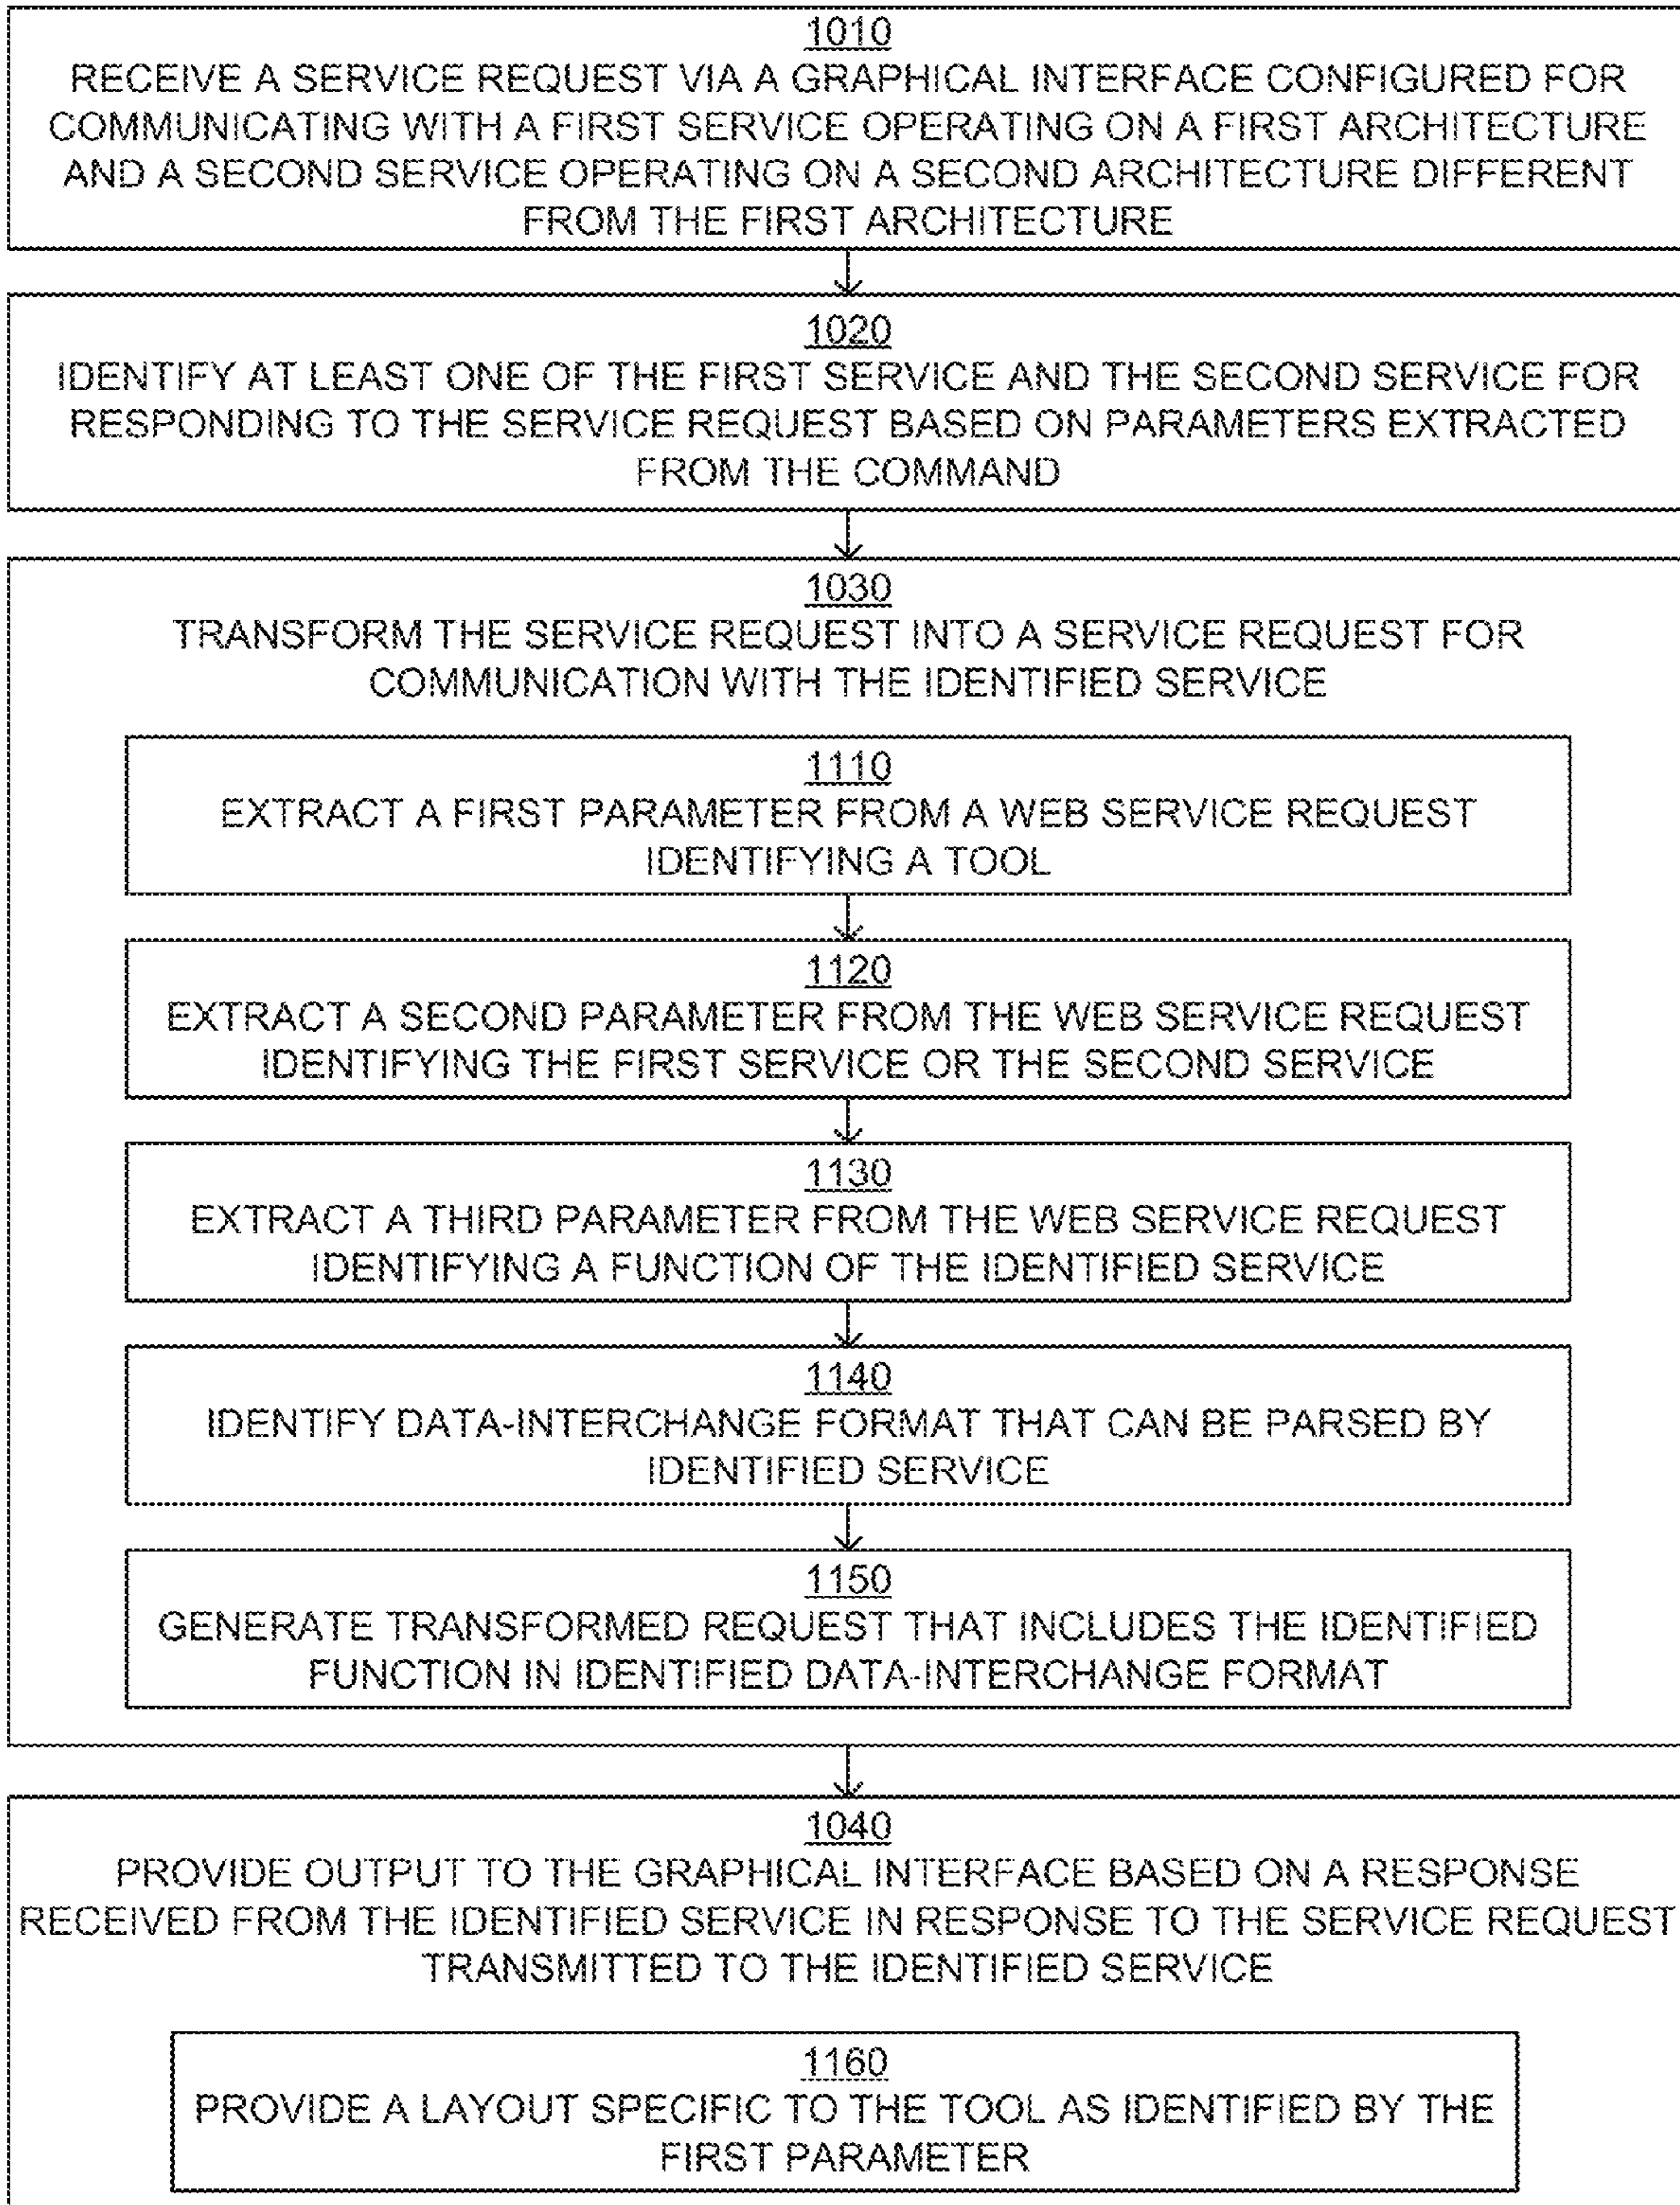 1010
RECEIVE A SERVICE REQUEST VIA A GRAPHICAL INTERFACE CONFIGURED FOR
COMMUNICATING WITH A FIRST SERVICE OPERATING ON A FIRST ARCHITECTURE
AND A SECOND SERVICE OPERATING ON A SECOND ARCHITECTURE DIFFERENT
FROM THE FIRST ARCHITECTURE
1020
IDENTIFY AT LEAST ONE OF THE FIRST SERVICE AND THE SECOND SERVICE FOR
RESPONDING TO THE SERVICE REQUEST BASED ON PARAMETERS EXTRACTED
FROM THE COMMAND
1030
TRANSFORM THE SERVICE REQUEST INTO A SERVICE REQUEST FOR
COMMUNICATION WITH THE IDENTIFIED SERVICE
1110
EXTRACT A FIRST PARAMETER FROM A WEB SERVICE REQUEST
IDENTIFYING A TOOL
1120
EXTRACT A SECOND PARAMETER FROM THE WEB SERVICE REQUEST
IDENTIFYING THE FIRST SERVICE OR THE SECOND SERVICE
1130
EXTRACT A THIRD PARAMETER FROM THE WEB SERVICE REQUEST
IDENTIFYING A FUNCTION OF THE IDENTIFIED SERVICE
1140
IDENTIFY DATA-INTERCHANGE FORMAT THAT CAN BE PARSED BY
IDENTIFIED SERVICE
1150
GENERATE TRANSFORMED REQUEST THAT INCLUDES THE IDENTIFIED
FUNCTION IN IDENTIFIED DATA-INTERCHANGE FORMAT
1040
PROVIDE OUTPUT TO THE GRAPHICAL INTERFACE BASED ON A RESPONSE
RECEIVED FROM THE IDENTIFIED SERVICE IN RESPONSE TO THE SERVICE REQUEST
TRANSMITTED TO THE IDENTIFIED SERVICE
1160
PROVIDE A LAYOUT SPECIFIC TO THE TOOL AS IDENTIFIED BY THE
FIRST PARAMETER